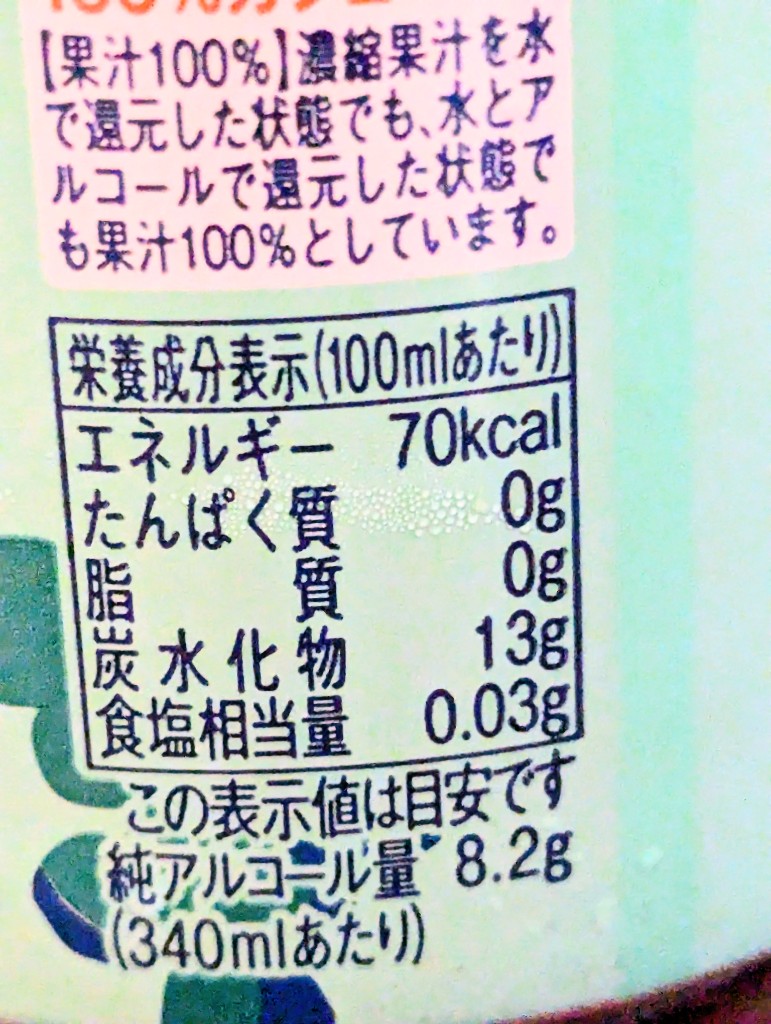 【果汁100%】濃縮果汁を水
で還元した状態でも、水とア
ルコールで還元した状態で
も果汁100%としています。
栄養成分表示(100mlあたり)
エネルギー 70kcal
たんぱく質 0g
脂質 0g
炭水化物 13g
食塩相当量 0.03g
この表示値は目安です
純アルコール量 8.2g
(340mlあたり)